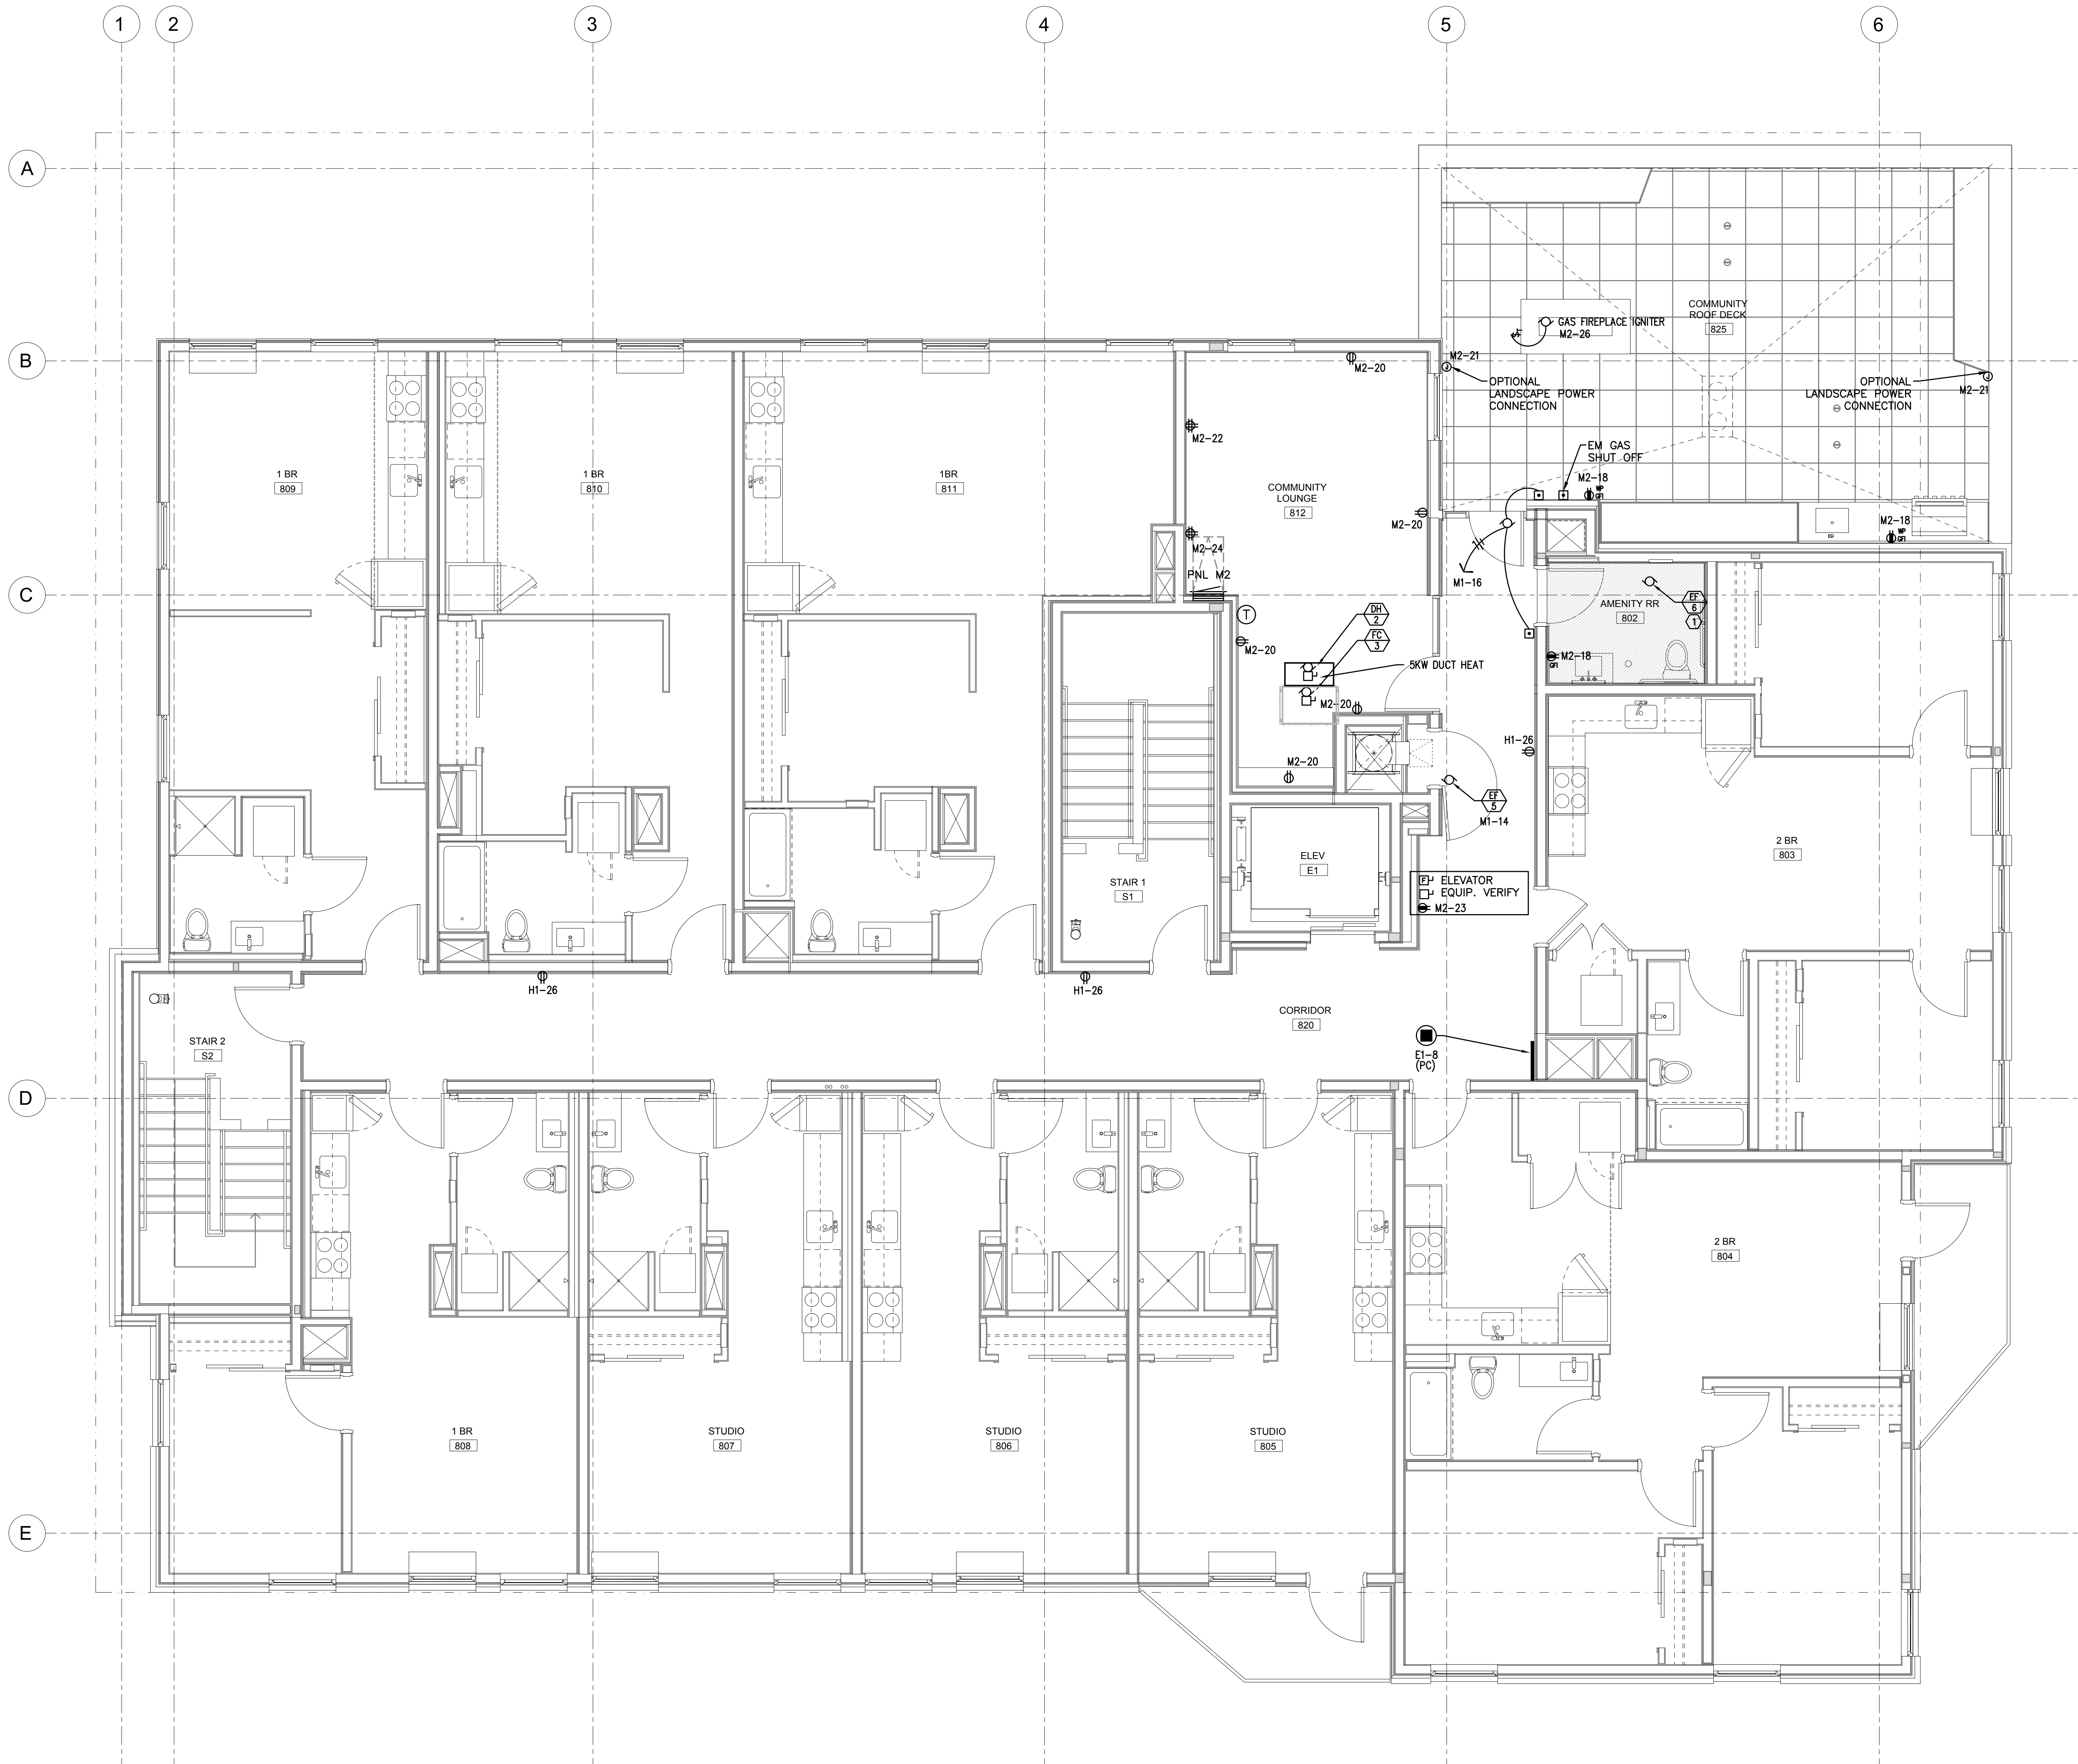 1
2
3
4
5
6
A
B
C
D
E
COMMUNITY
ROOF DECK
825
GAS FIREPLACE IGNITER
M2-26
M2-21
OPTIONAL
LANDSCAPE POWER
CONNECTION
OPTIONAL
LANDSCAPE POWER
CONNECTION
M2-21
J
J
M2-20
M2-22
EM GAS
SHUT OFF
M2-18
WP
GFI
1 BR
809
1 BR
810
1BR
811
COMMUNITY
LOUNGE
812
M2-20
M2-18
WP
GFI
M2-24
PNL M2
M1-16
T
AMENITY RR
802
EF
6
1
DH
2
FC
3
M2-20
5KW DUCT HEAT
M2-18
GFI
M2-20
H1-26
M2-20
EF
5
M1-14
2 BR
803
ELEV
E1
STAIR 1
S1
F ELEVATOR
EQUIP. VERIFY
M2-23
H1-26
H1-26
CORRIDOR
820
STAIR 2
S2
E1-8
(PC)
2 BR
804
1 BR
808
STUDIO
807
STUDIO
806
STUDIO
805